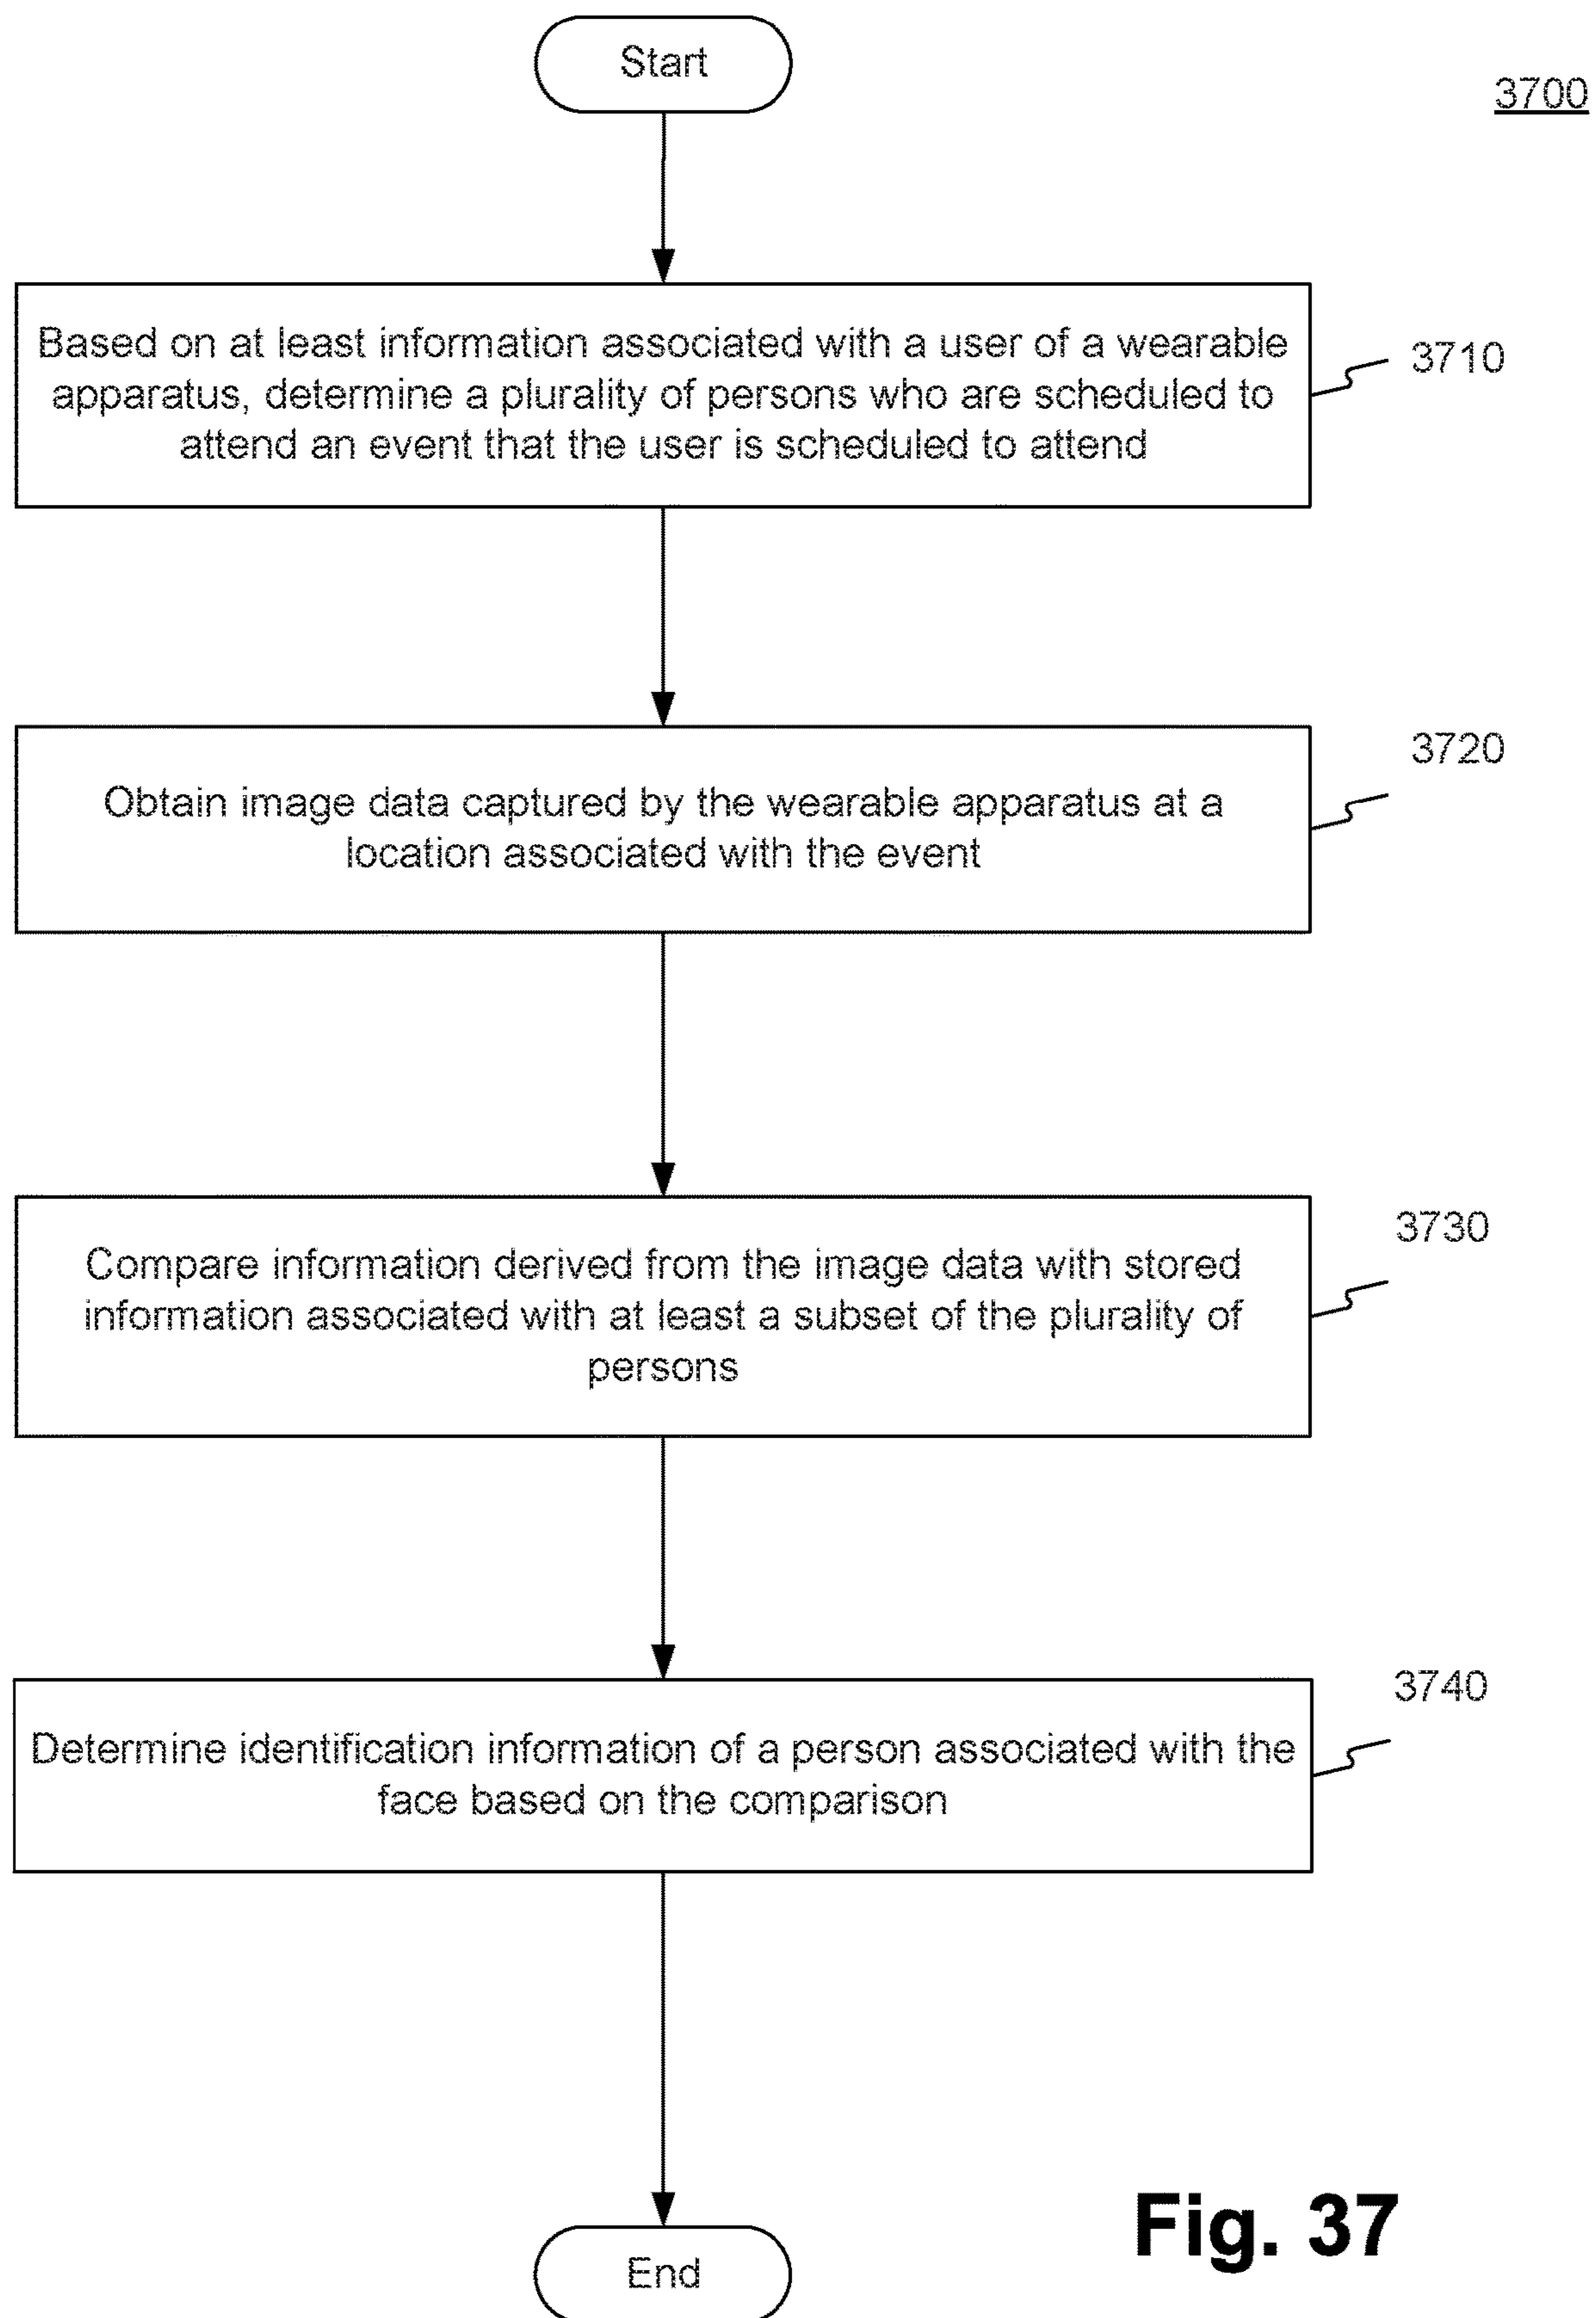 Start
3700
Based on at least information associated with a user of a wearable
apparatus, determine a plurality of persons who are scheduled to
attend an event that the user is scheduled to attend
3710
Obtain image data captured by the wearable apparatus at a
location associated with the event
3720
Compare information derived from the image data with stored
information associated with at least a subset of the plurality of
persons
3730
Determine identification information of a person associated with the
face based on the comparison
3740
End
Fig. 37